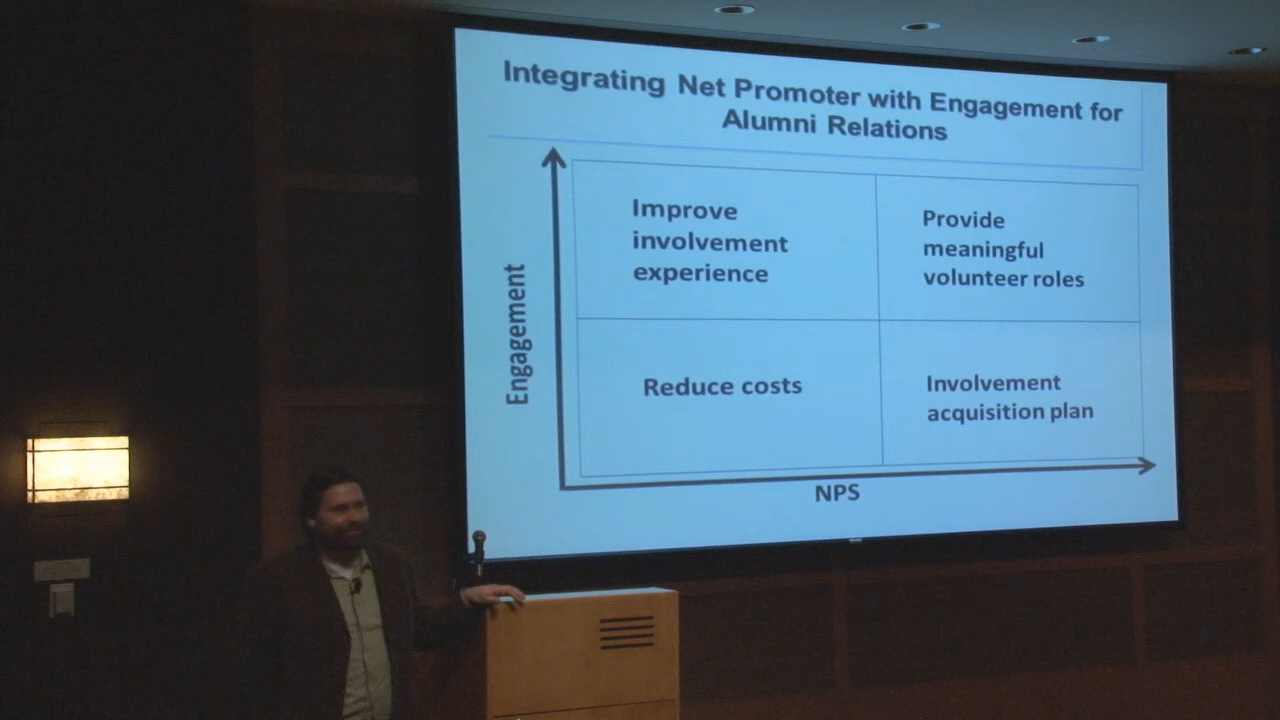 Integrating Net Promoter with Engagement for
Alumni Relations
Improve
involvement
experience
Provide
meaningful
volunteer roles
Engagement
Reduce costs
Involvement
acquisition plan
NPS